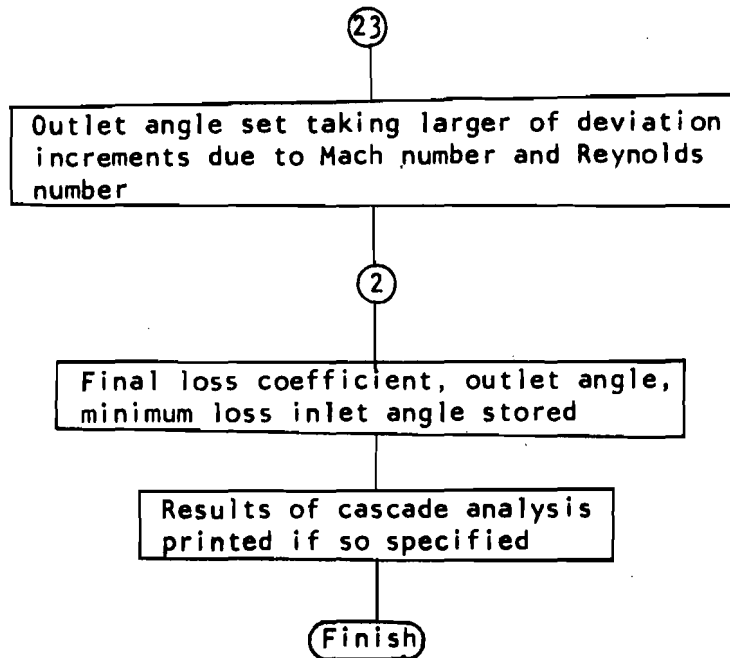 23
Outlet angle set taking larger of deviation
increments due to Mach number and Reynolds
number
2
Final loss coefficient, outlet angle,
minimum loss inlet angle stored
Results of cascade analysis
printed if so specified
Finish